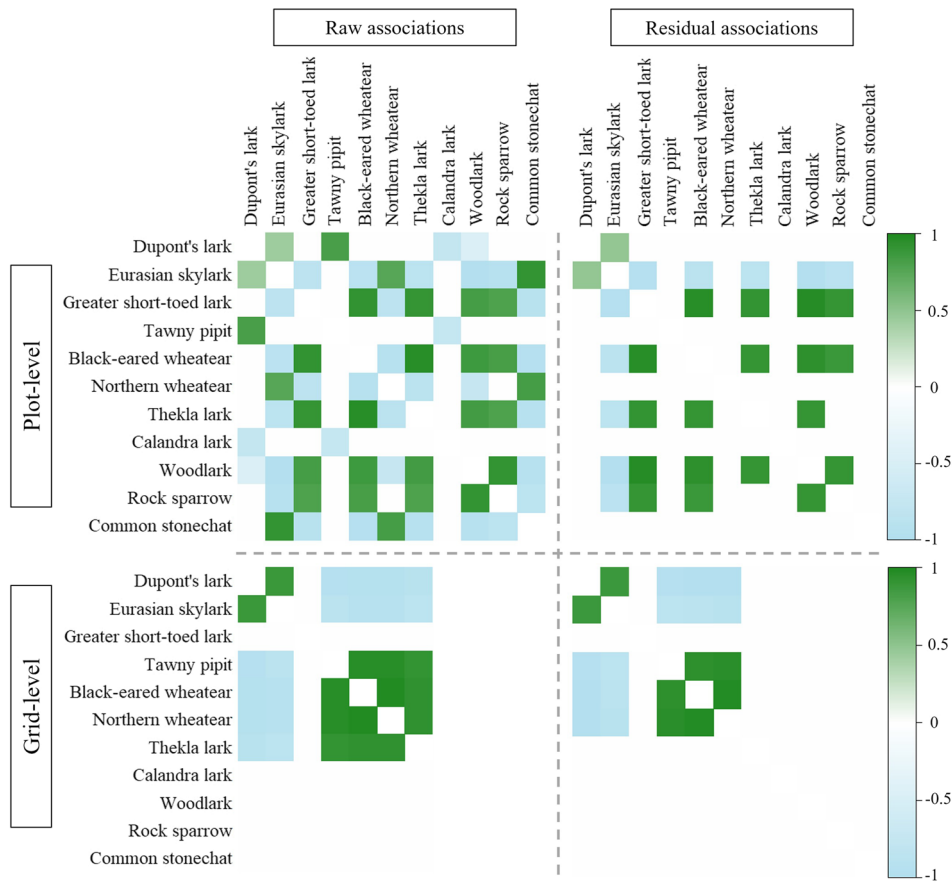 Raw associations
Residual associations
Dupont's lark
Eurasian skylark
Greater short-toed lark
Tawny pipit
Black-eared wheatear
Northern wheatear
Thekla lark
Calandra lark
Woodlark
Rock sparrow
Common stonechat
Dupont's lark
Eurasian skylark
Greater short-toed lark
Tawny pipit
Black-eared wheatear
Northern wheatear
Thekla lark
Calandra lark
Woodlark
Rock sparrow
Common stonechat
Plot-level
Dupont's lark
Eurasian skylark
Greater short-toed lark
Tawny pipit
Black-eared wheatear
Northern wheatear
Thekla lark
Calandra lark
Woodlark
Rock sparrow
Common stonechat
1
0.5
0
-0.5
-1
Grid-level
Dupont's lark
Eurasian skylark
Greater short-toed lark
Tawny pipit
Black-eared wheatear
Northern wheatear
Thekla lark
Calandra lark
Woodlark
Rock sparrow
Common stonechat
1
0.5
0
-0.5
-1